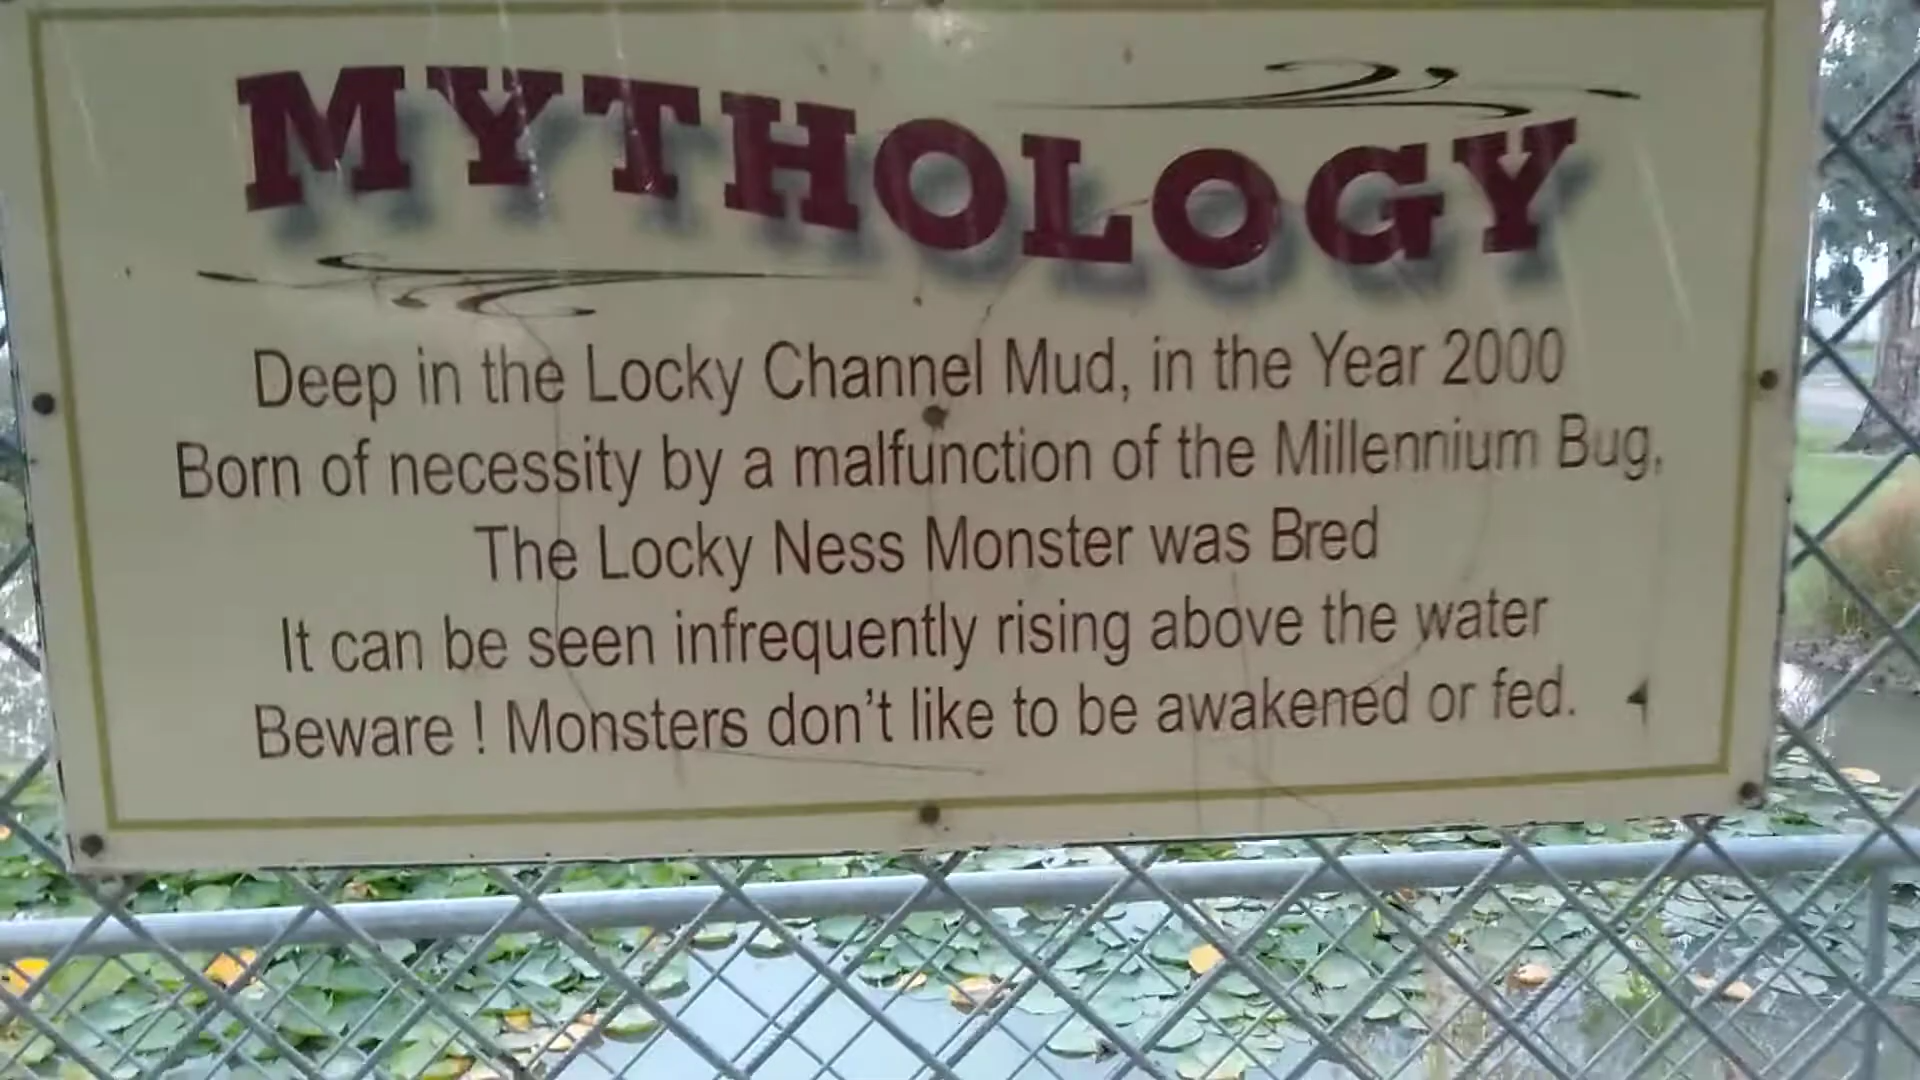 MYTHOLOGY
Deep in the Locky Channel Mud, in the Year 2000
Born of necessity by a malfunction of the Millennium Bug,
The Locky Ness Monster was Bred
It can be seen infrequently rising above the water
Beware ! Monsters don't like to be awakened or fed.